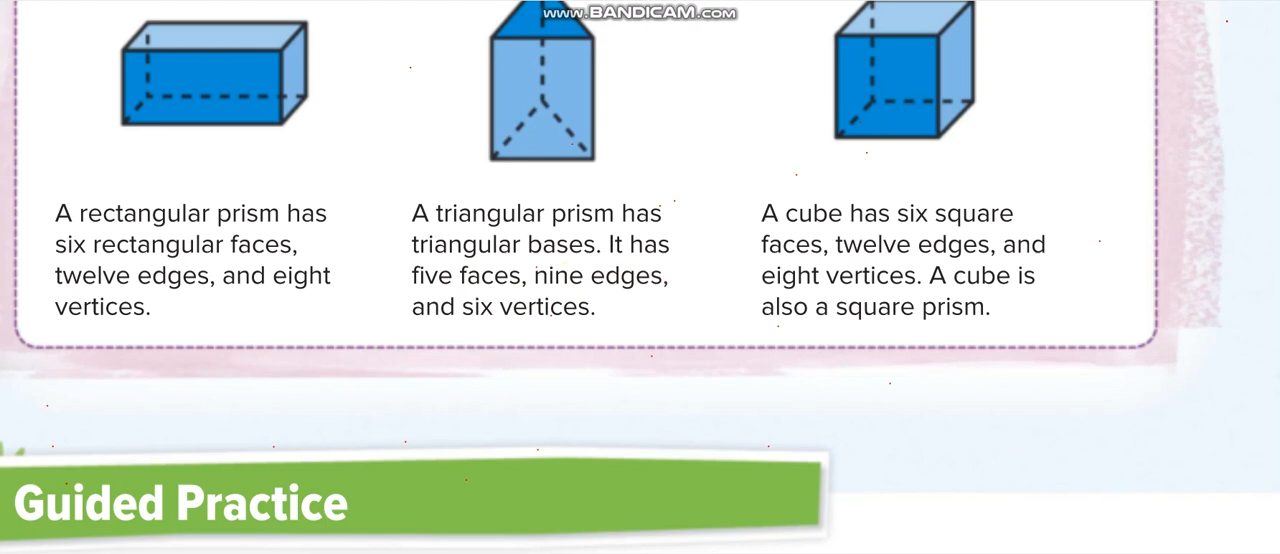 www.BANDICAM.com
A rectangular prism has
six rectangular faces,
twelve edges, and eight
vertices.
A triangular prism has
triangular bases. It has
five faces, nine edges,
and six vertices.
A cube has six square
faces, twelve edges, and
eight vertices. A cube is
also a square prism.
Guided Practice